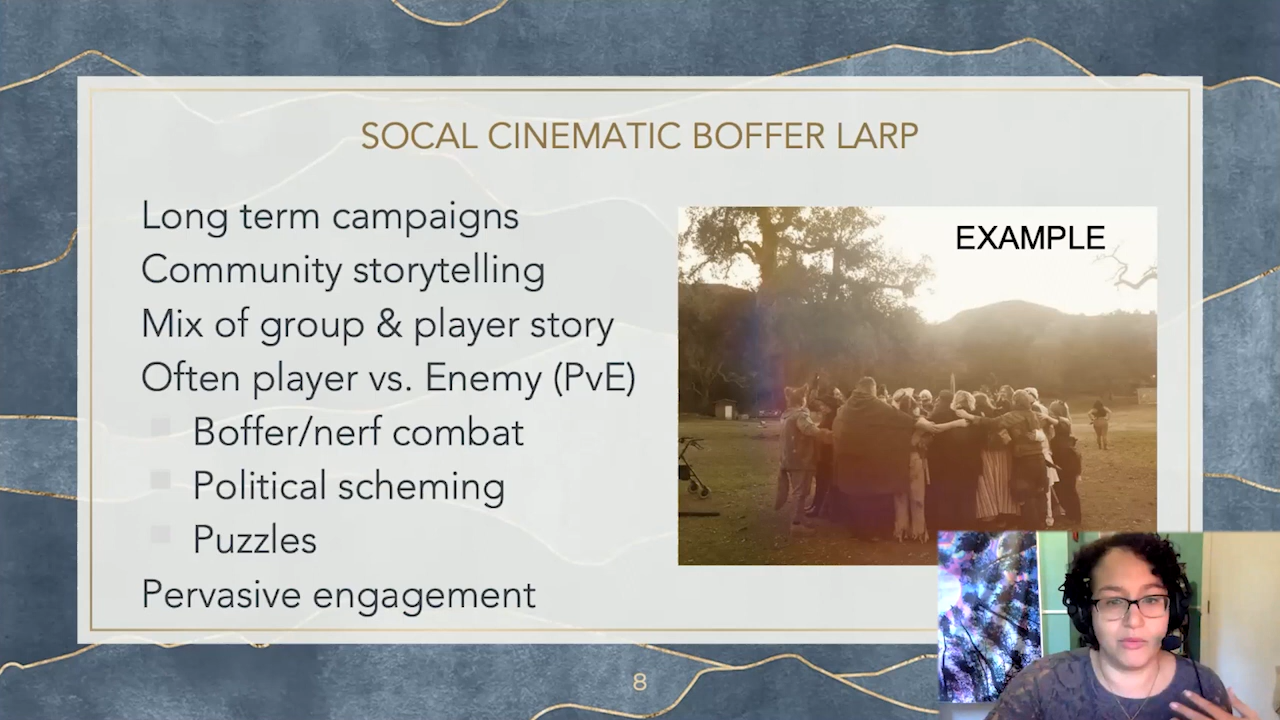 SOCAL CINEMATIC BOFFER LARP
Long term campaigns
Community storytelling
Mix of group & player story
Often player vs. Enemy (PvE)
Boffer/nerf combat
Political scheming
Puzzles
Pervasive engagement
EXAMPLE
8